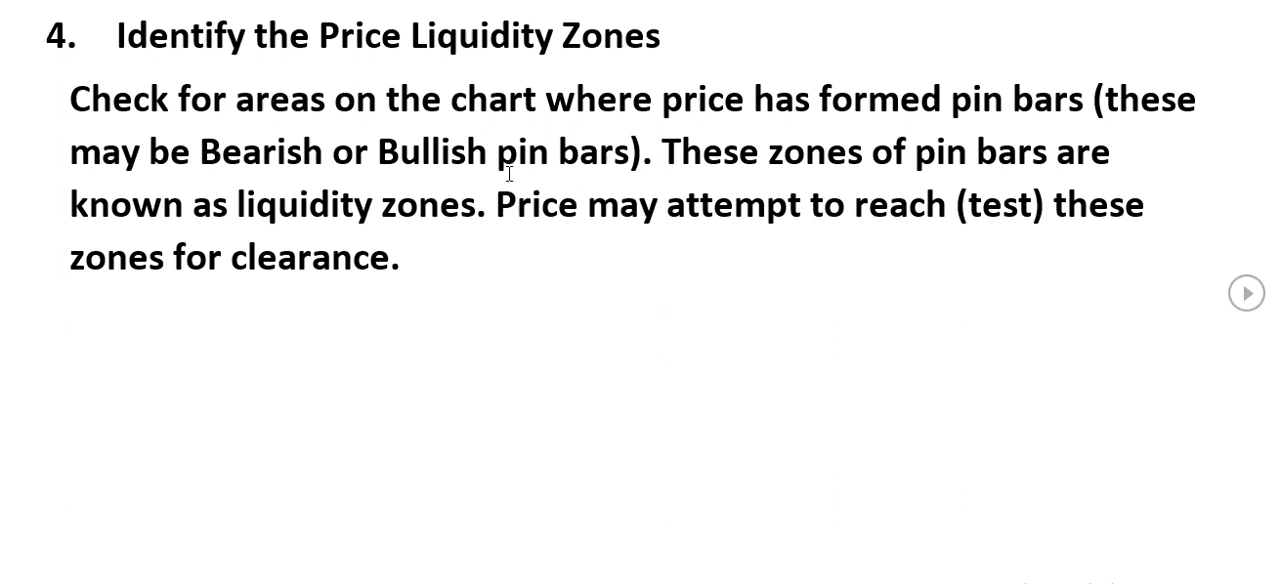 4. Identify the Price Liquidity Zones
Check for areas on the chart where price has formed pin bars (these
may be Bearish or Bullish pin bars). These zones of pin bars are
known as liquidity zones. Price may attempt to reach (test) these
zones for clearance.